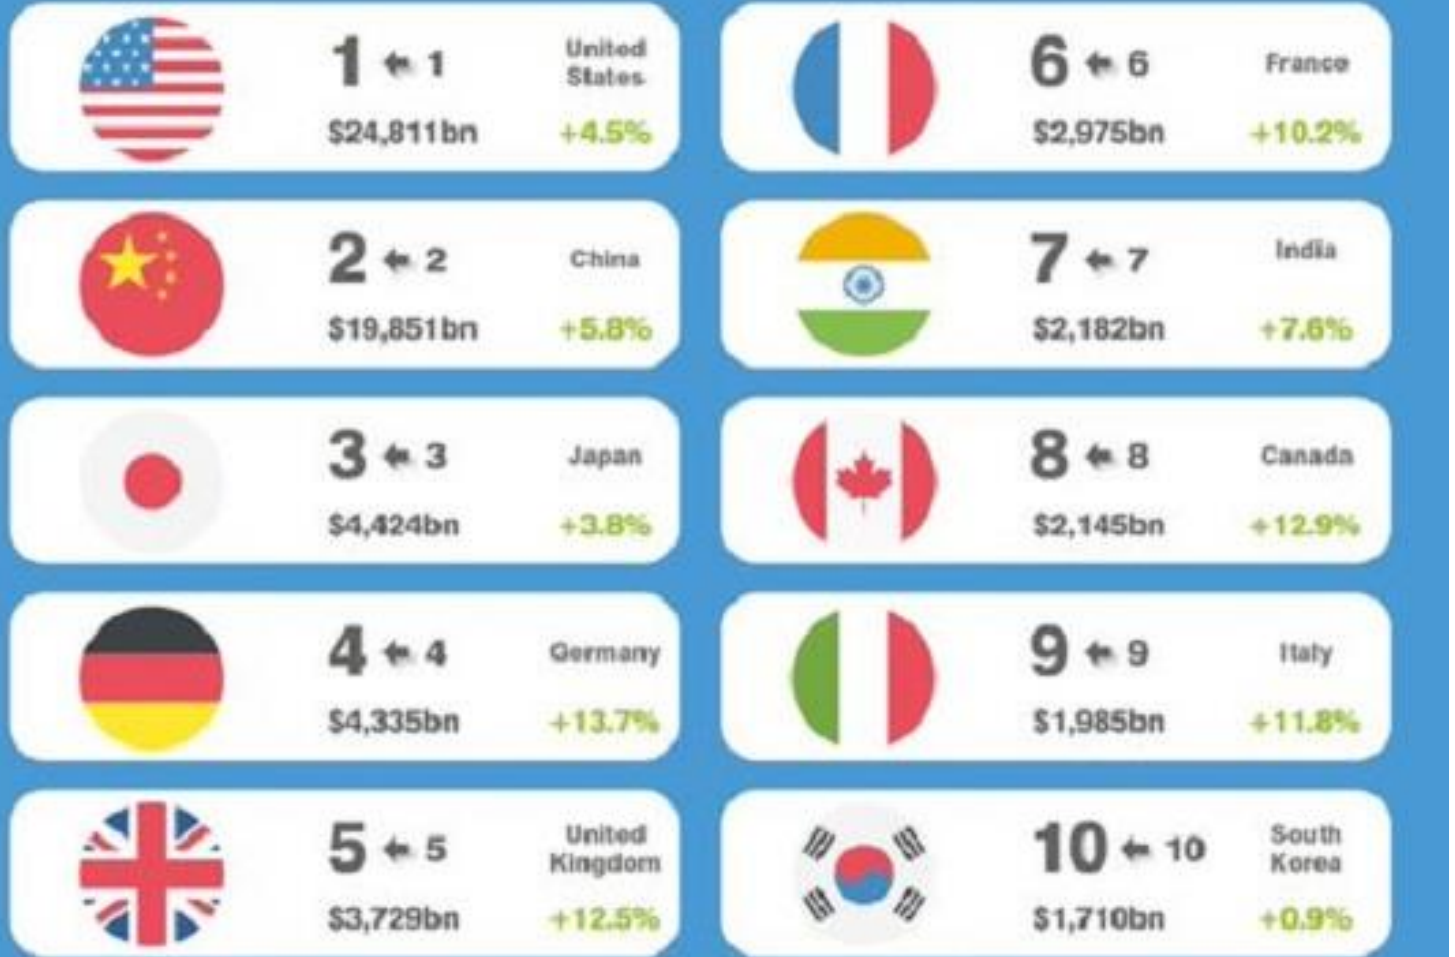 1 ← 1
United
States
$24,811bn
+4.5%
2 ← 2
China
$19,851bn
+5.8%
3 ← 3
Japan
$4,424bn
+3.8%
4 ← 4
Germany
$4,335bn
+13.7%
5 ← 5
United
Kingdom
$3,729bn
+12.5%
6 ← 6
France
$2,975bn
+10.2%
7 ← 7
India
$2,182bn
+7.6%
8 ← 8
Canada
$2,145bn
+12.9%
9 ← 9
Italy
$1,985bn
+11.8%
10 ← 10
South
Korea
$1,710bn
+0.9%